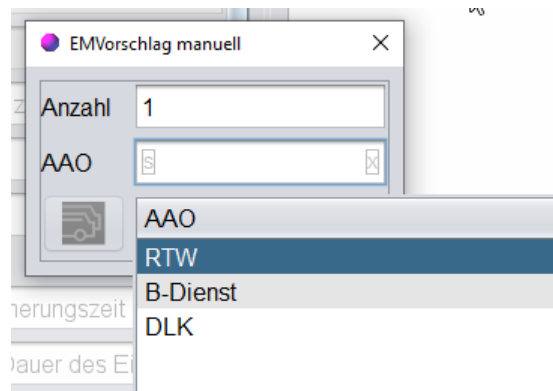 EMVorschlag manuell
Anzahl 1
AAO s x
AAO
RTW
B-Dienst
DLK
nerungszeit
Dauer des Ei